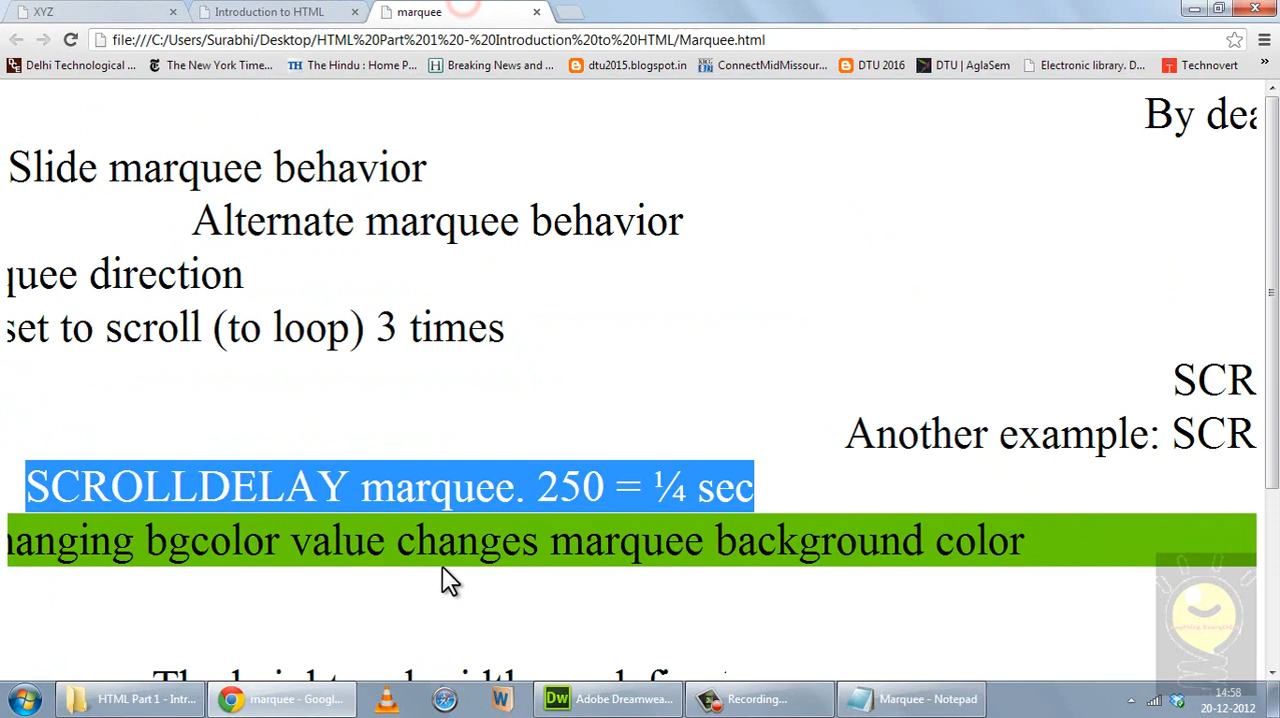 XYZ
Introduction to HTML
marquee
file:///C:/Users/Surabhi/Desktop/HTML%20Part%201%20-%20Introduction%20to%20HTML/Marquee.html
Delhi Technological ...
The New York Time...
The Hindu : Home P...
Breaking News and ...
dtu2015.blogspot.in
ConnectMidMissour...
DTU 2016
DTU | AglaSem
Electronic library. D...
Technovert
By dea
Slide marquee behavior
Alternate marquee behavior
quee direction
set to scroll (to loop) 3 times
SCR
Another example: SCR
SCROLLDELAY marquee. 250 = ¼ sec
hanging bgcolor value changes marquee background color
HTML Part 1 - Intr...
marquee - Googl...
Adobe Dreamwea...
Recording...
Marquee - Notepad
14:58
20-12-2012